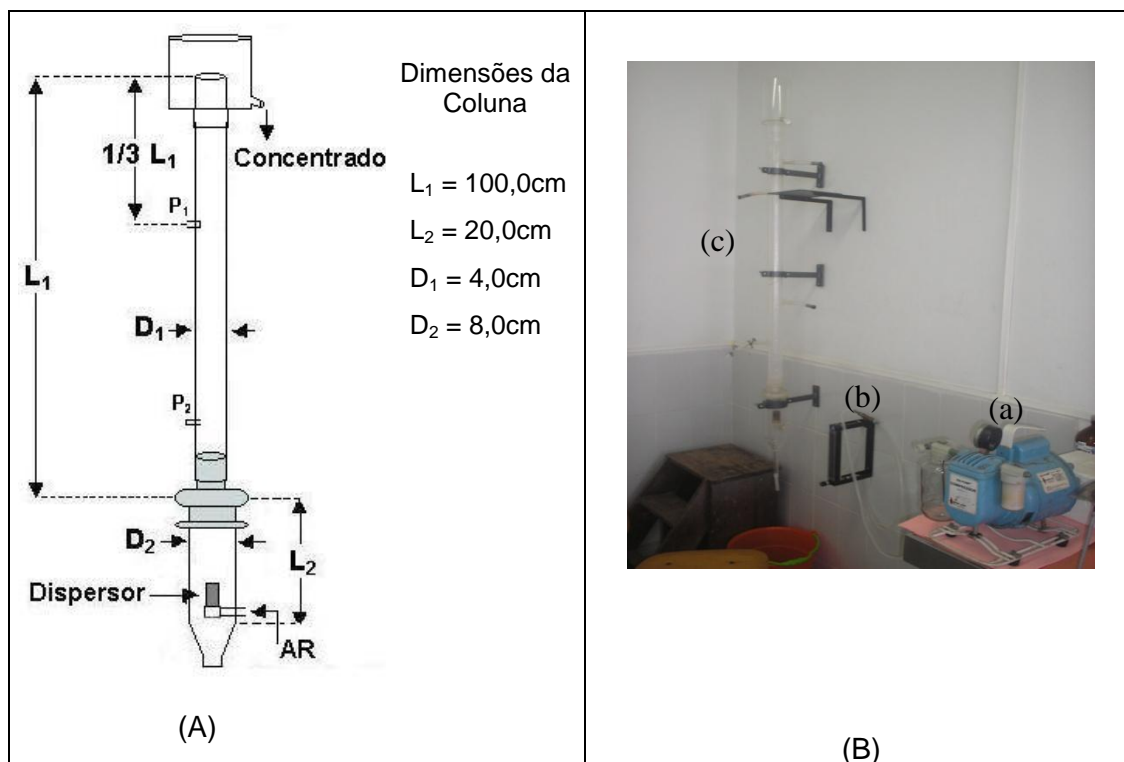 Dimensões da
Coluna
L₁ = 100,0cm
L₂ = 20,0cm
D₁ = 4,0cm
D₂ = 8,0cm
1/3 L₁
Concentrado
P₁
L₁
D₁
P₂
D₂
L₂
Dispersor
AR
(A)
(c)
(b)
(a)
(B)